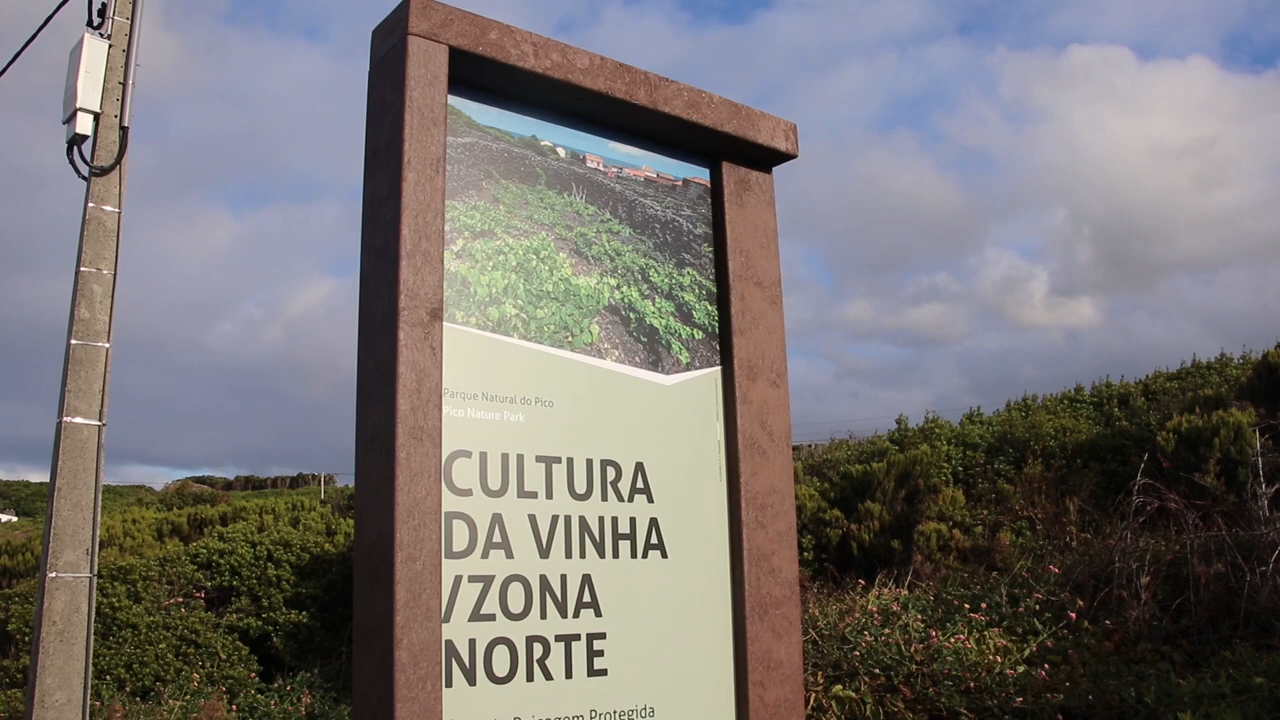 Parque Natural do Pico
Pico Nature Park
CULTURA
DA VINHA
/ZONA
NORTE
Paisagem Protegida